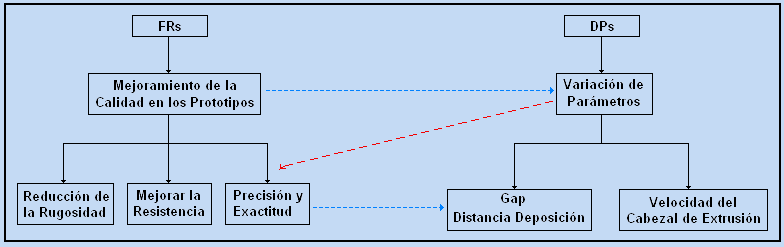 FRs
DPs
Mejoramiento de la
Calidad en los Prototipos
Variación de
Parámetros
Reducción de
la Rugosidad
Mejorar la
Resistencia
Precisión y
Exactitud
Gap
Distancia Deposición
Velocidad del
Cabezal de Extrusión